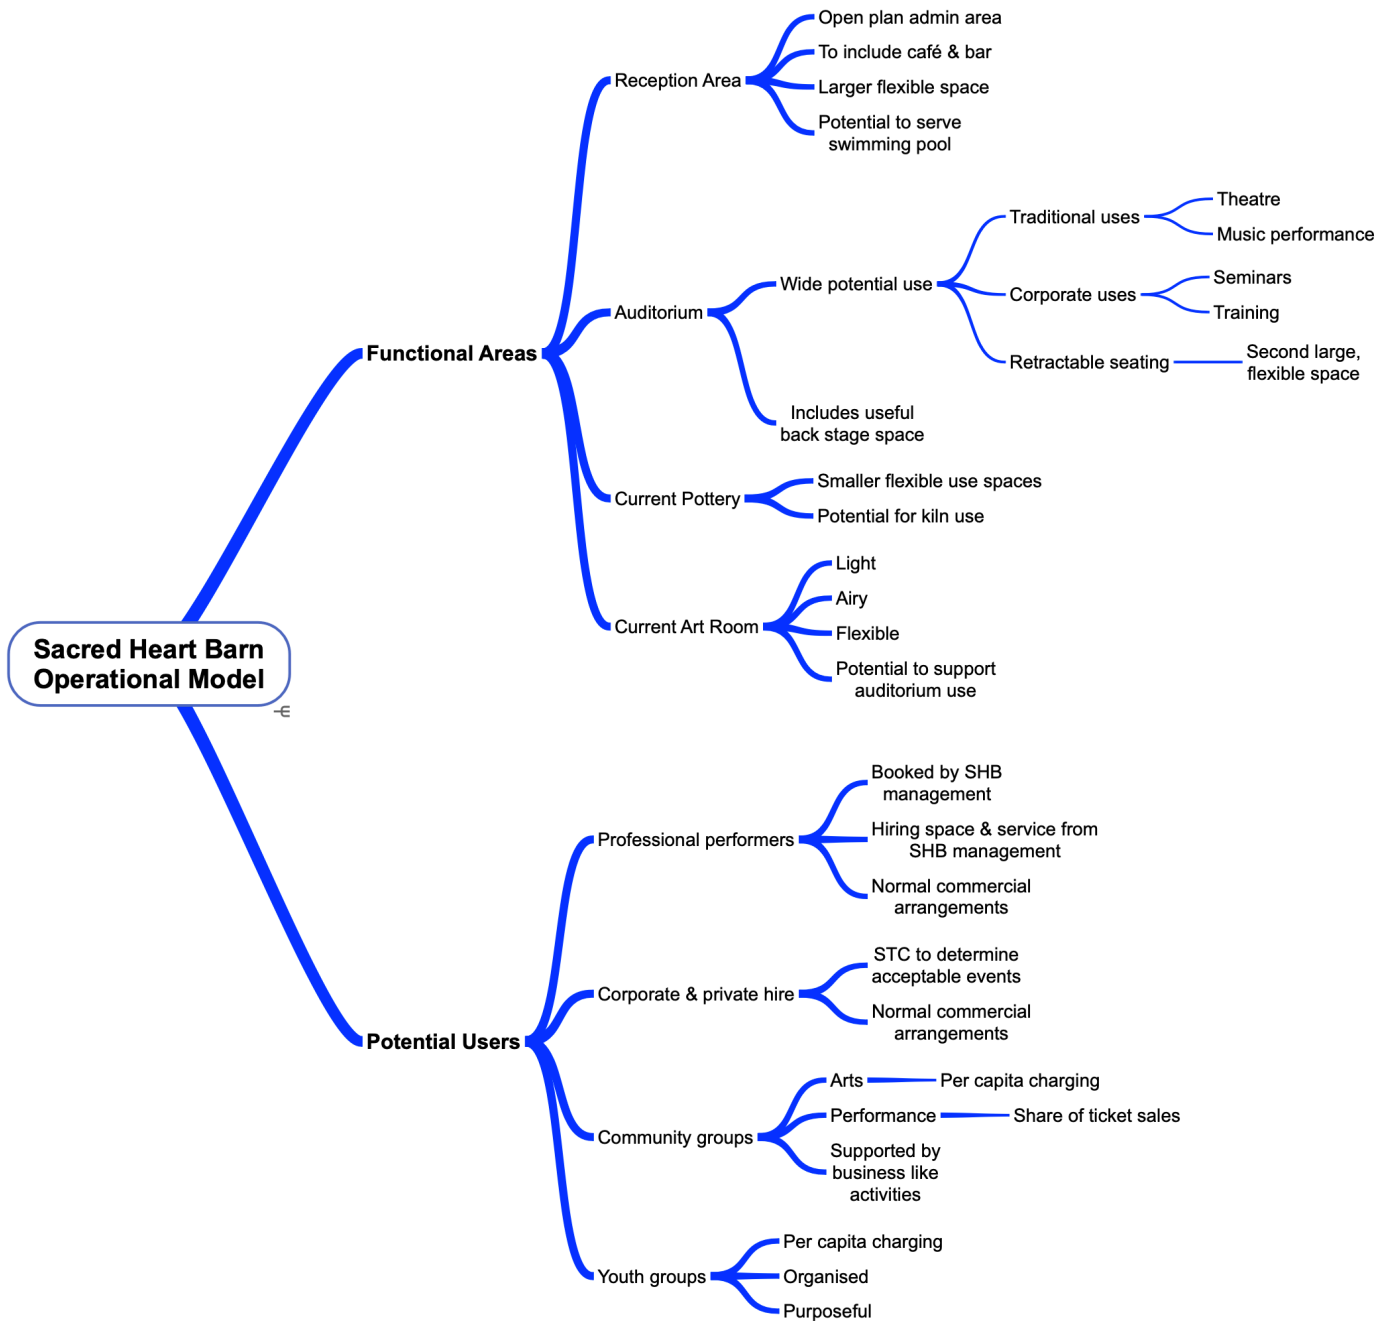 Sacred Heart Barn
Operational Model
Functional Areas
Reception Area
Open plan admin area
To include café & bar
Larger flexible space
Potential to serve
swimming pool
Auditorium
Wide potential use
Traditional uses
Theatre
Music performance
Corporate uses
Seminars
Training
Retractable seating
Second large,
flexible space
Includes useful
back stage space
Current Pottery
Smaller flexible use spaces
Potential for kiln use
Current Art Room
Light
Airy
Flexible
Potential to support
auditorium use
Potential Users
Professional performers
Booked by SHB
management
Hiring space & service from
SHB management
Normal commercial
arrangements
Corporate & private hire
STC to determine
acceptable events
Normal commercial
arrangements
Community groups
Arts
Per capita charging
Performance
Share of ticket sales
Supported by
business like
activities
Youth groups
Per capita charging
Organised
Purposeful